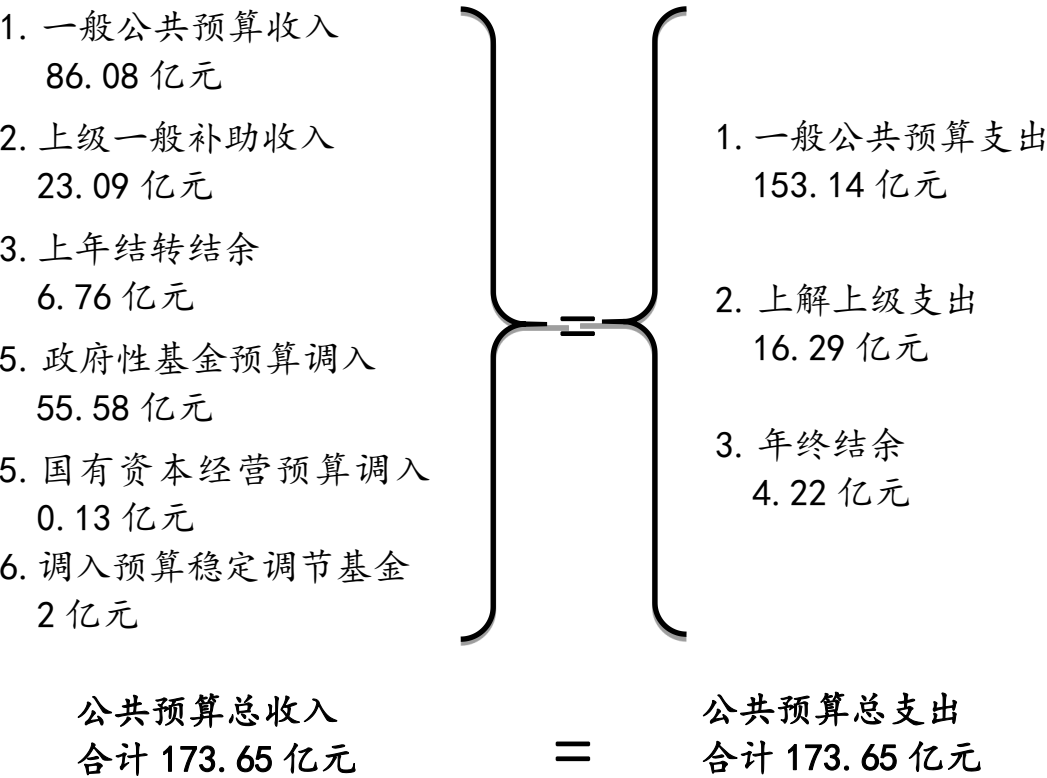 1. 一般公共预算收入
86.08 亿元
2. 上级一般补助收入
23.09 亿元
3. 上年结转结余
6.76 亿元
5. 政府性基金预算调入
55.58 亿元
5. 国有资本经营预算调入
0.13 亿元
6. 调入预算稳定调节基金
2 亿元
=
1. 一般公共预算支出
153.14 亿元
2. 上解上级支出
16.29 亿元
3. 年终结余
4.22 亿元
公共预算总收入
合计 173.65 亿元
=
公共预算总支出
合计 173.65 亿元